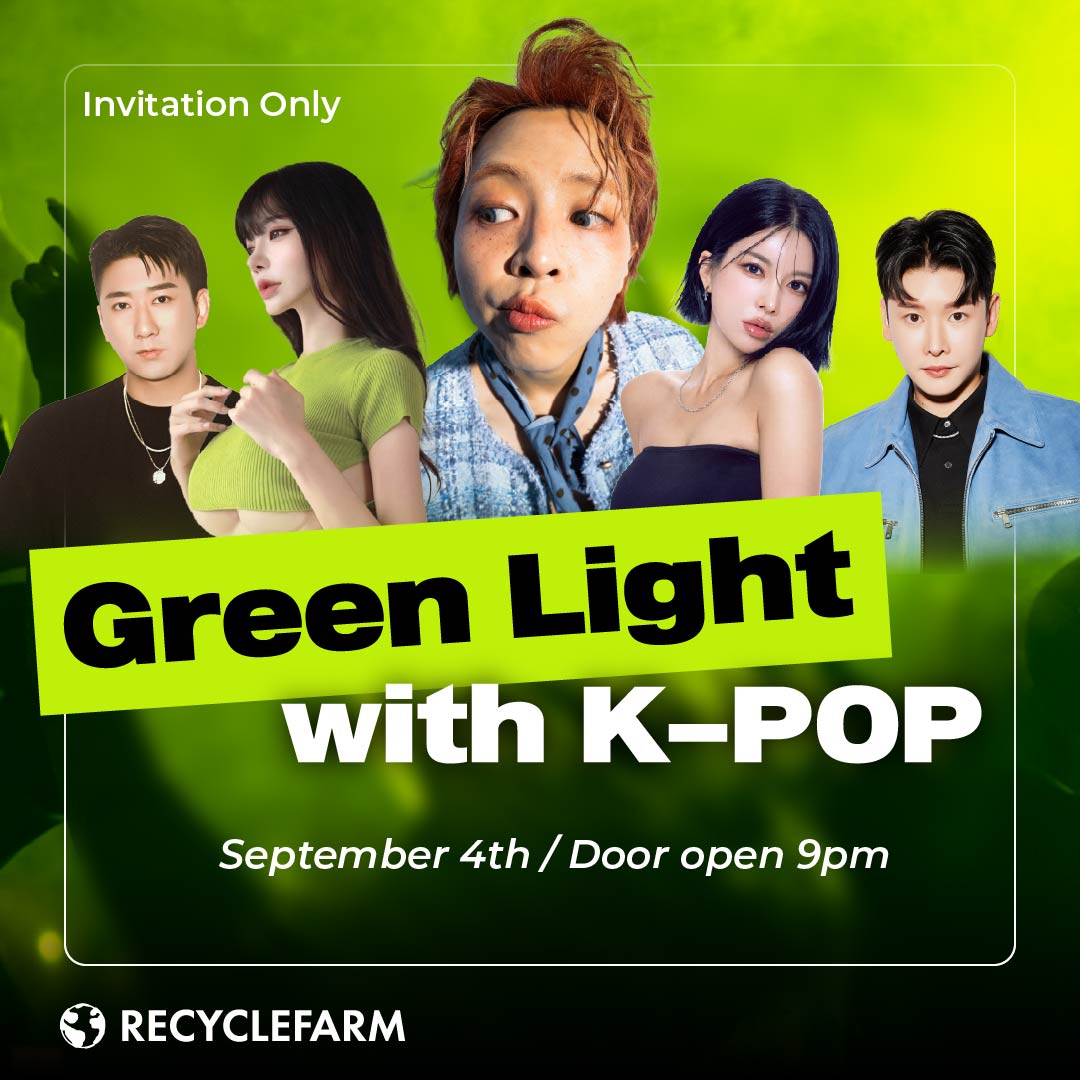 Invitation Only
Green Light
with K-POP
September 4th / Door open 9pm
RECYCLEFARM